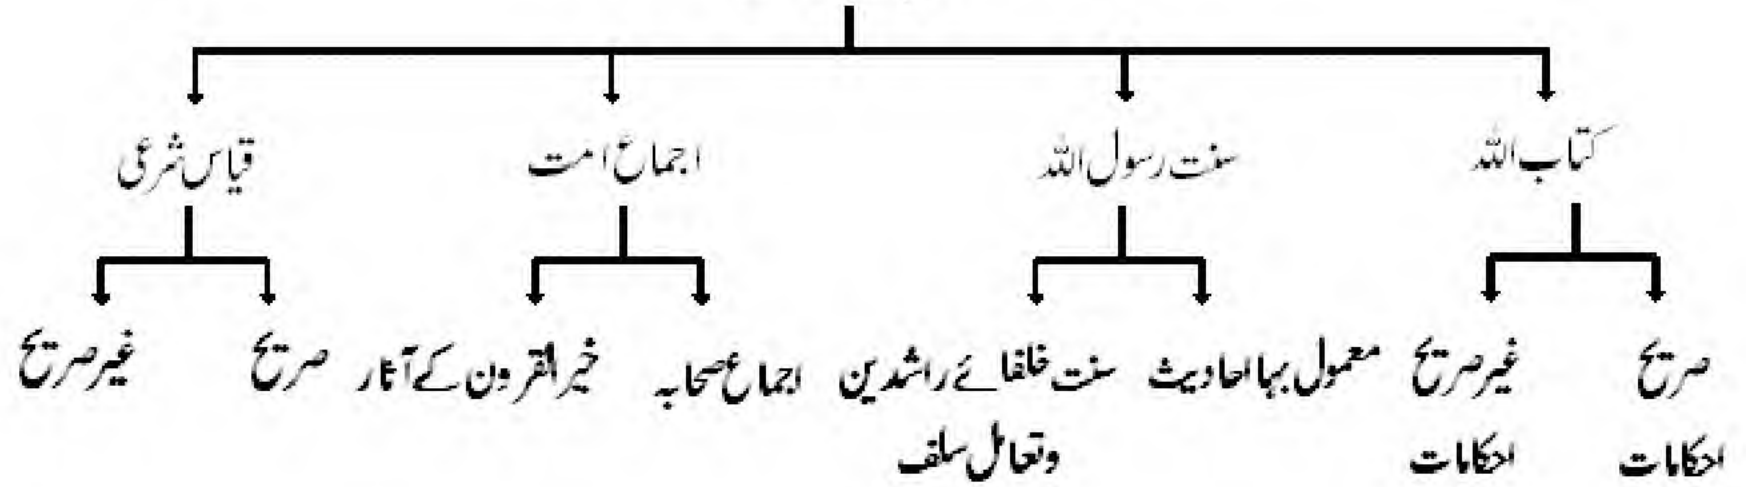 کتاب اللہ
سنت رسول اللہ
اجماع امت
قیاس شرعی
صریح
احکامات
غیر صریح
احکامات
معمول بہا احادیث
سنت خلفائے راشدین
وتعامل سلف
اجماع صحابہ
خیر القرون کے آثار
صریح
غیر صریح